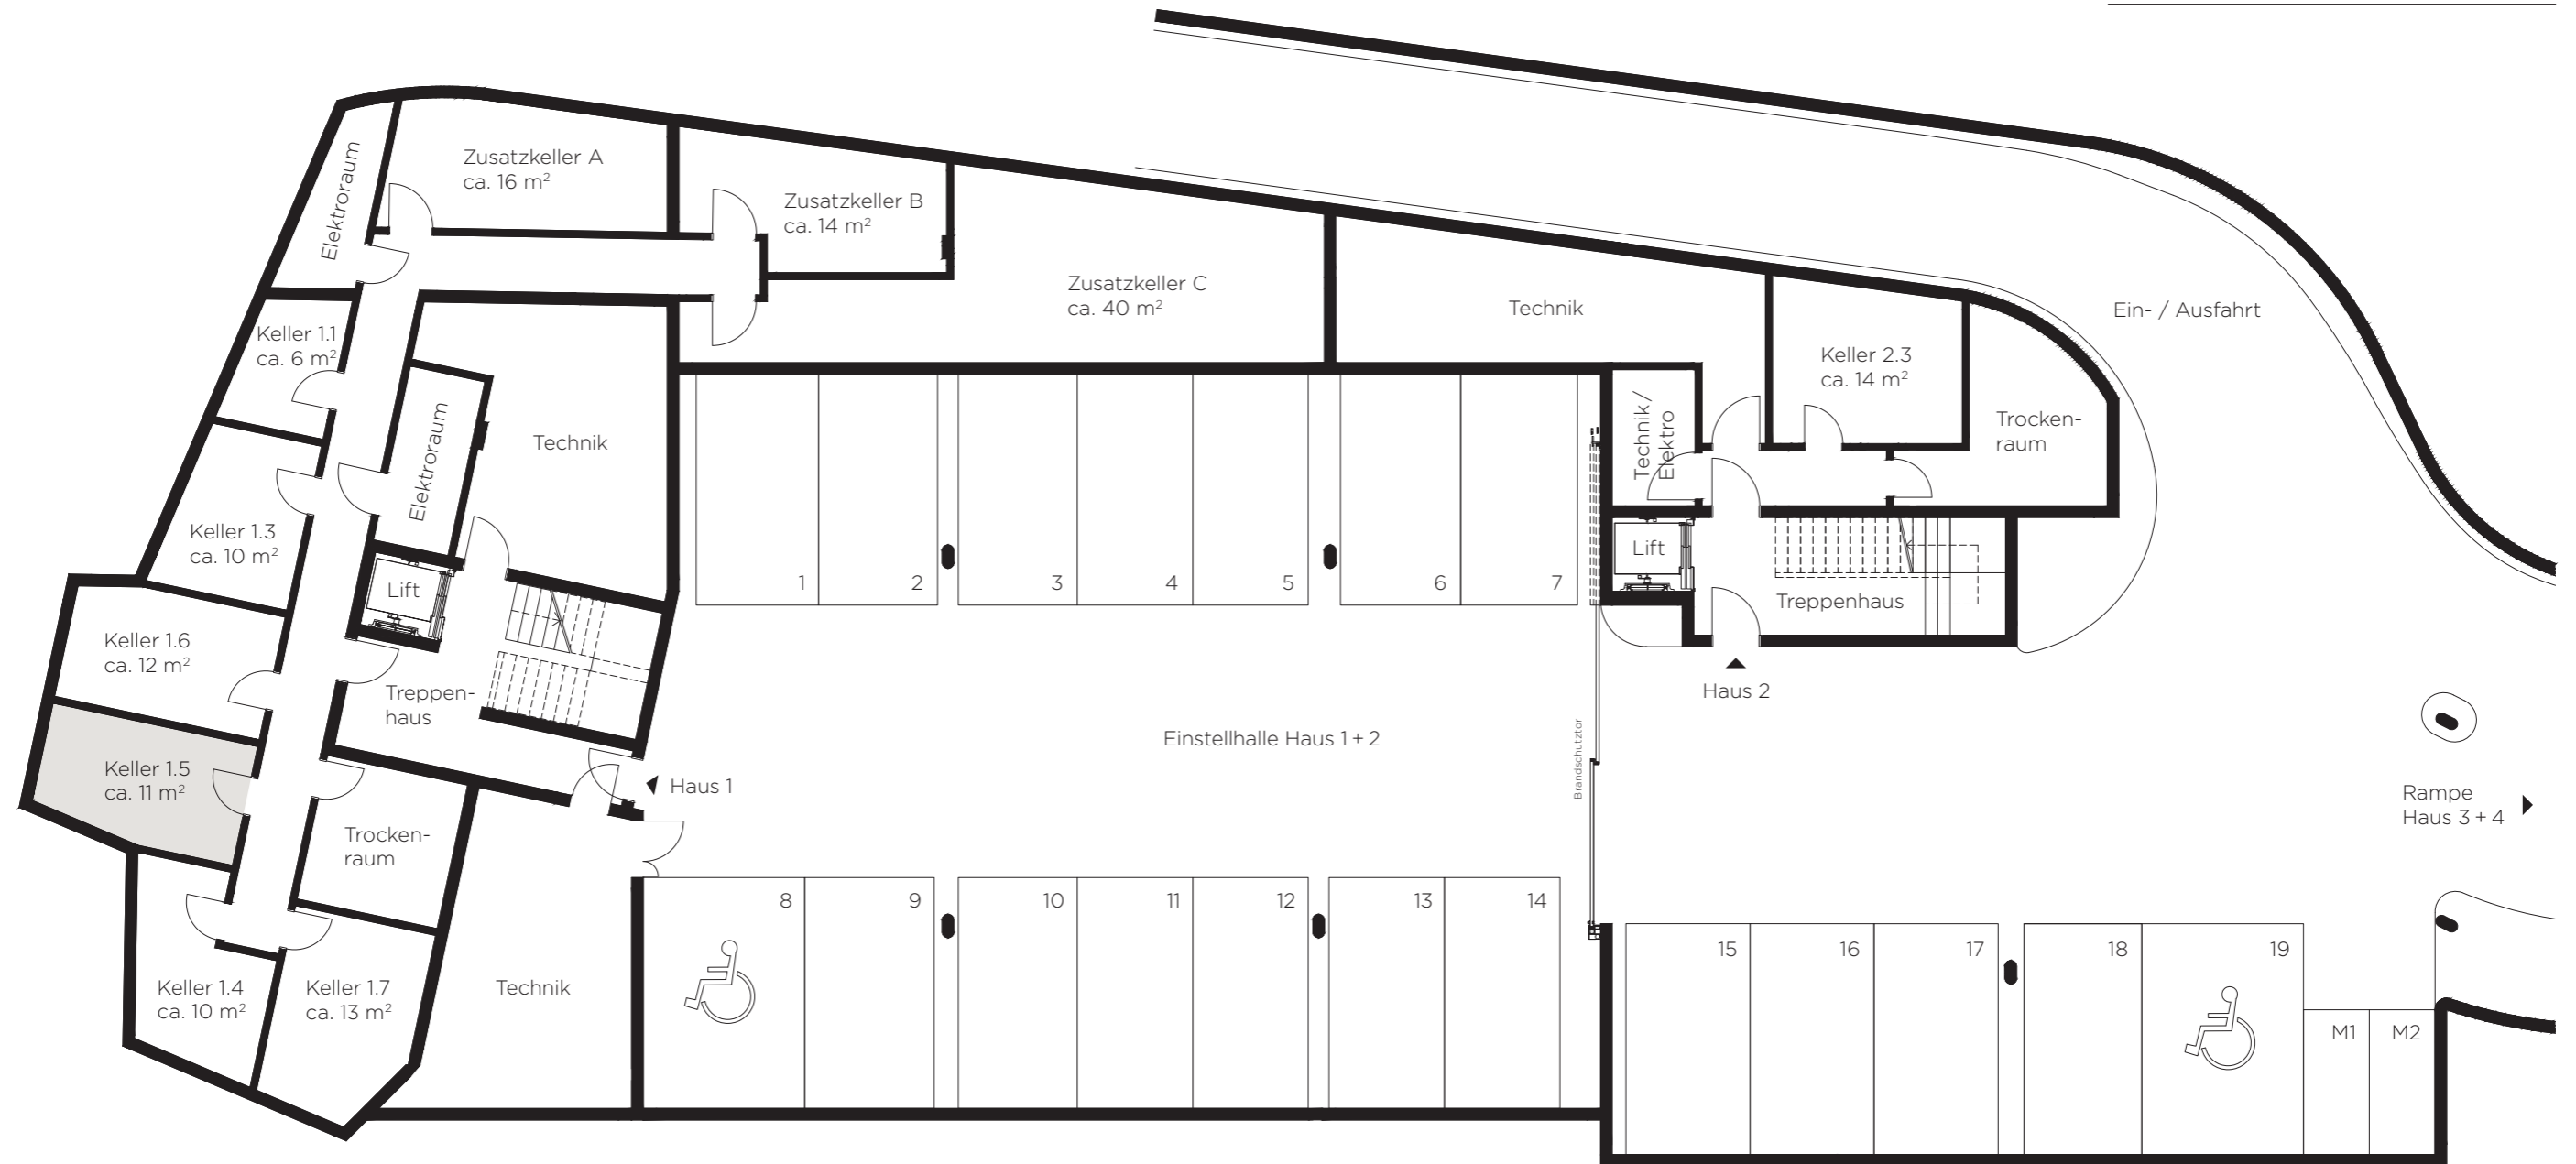 Elektroraum
Zusatzkeller A
ca. 16 m²
Zusatzkeller B
ca. 14 m²
Zusatzkeller C
ca. 40 m²
Technik
Ein- / Ausfahrt
Keller 1.1
ca. 6 m²
Keller 2.3
ca. 14 m²
Technik /
Elektro
Trocken-
raum
Elektroraum
Technik
Keller 1.3
ca. 10 m²
Lift
1
2
3
4
5
6
7
Lift
Treppenhaus
Keller 1.6
ca. 12 m²
Treppen-
haus
Haus 2
Einstellhalle Haus 1 + 2
Brandschutztor
Keller 1.5
ca. 11 m²
Haus 1
Rampe
Haus 3 + 4
Trocken-
raum
8
9
10
11
12
13
14
15
16
17
18
19
Keller 1.4
ca. 10 m²
Keller 1.7
ca. 13 m²
Technik
M1
M2